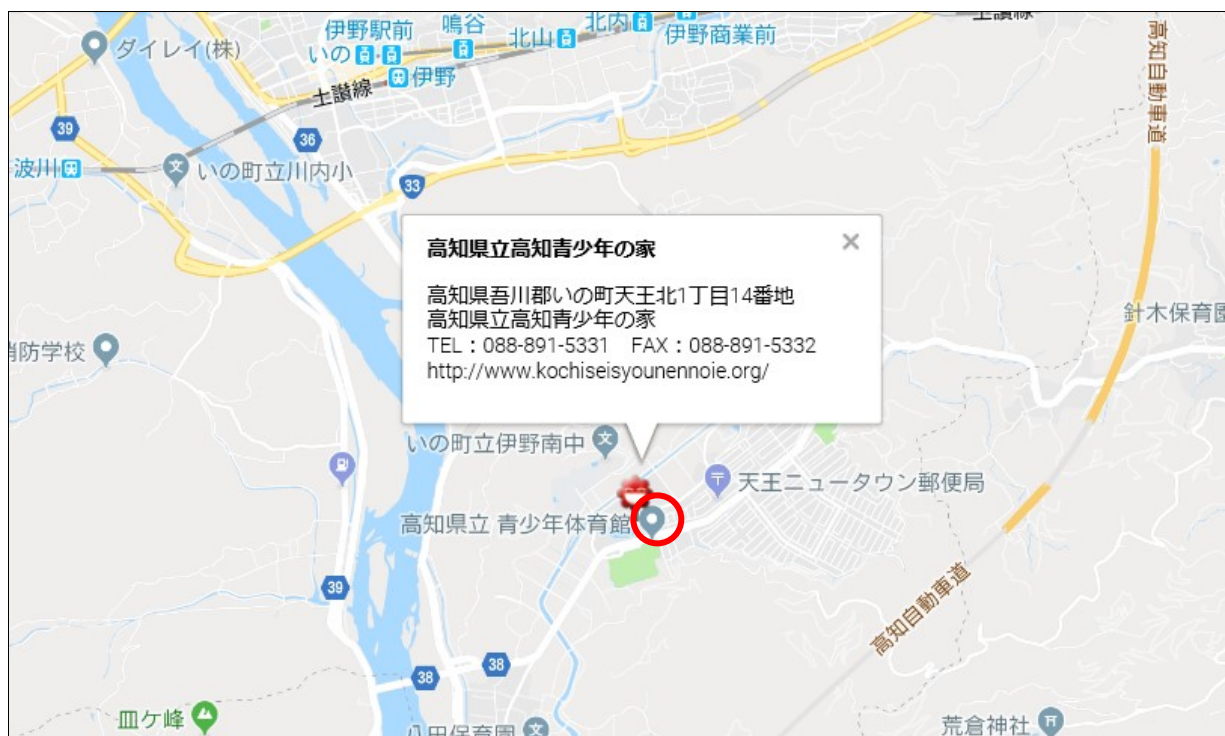 伊野駅前
鳴谷
北山
北内
伊野商業前
ダイレイ(株)
いの
伊野
土讃線
土讃線
高知自動車道
39
36
波川
いの町立川内小
33
高知県立高知青少年の家
高知県吾川郡いの町天王北1丁目14番地
高知県立高知青少年の家
TEL:088-891-5331 FAX:088-891-5332
http://www.kochiseisyounennoie.org/
針木保育園
消防学校
いの町立伊野南中
天王ニュータウン郵便局
高知県立 青少年体育館
39
高知自動車道
38
38
皿ケ峰
八田保育園
荒倉神社